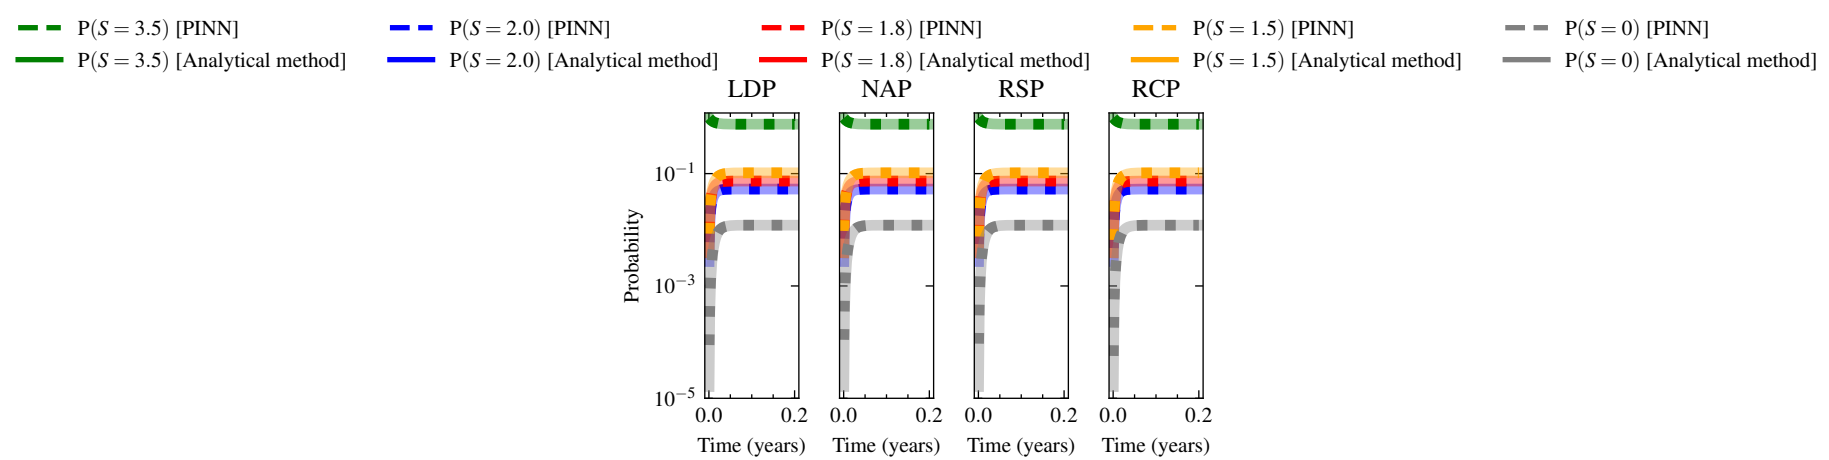 P(S = 3.5) [PINN] P(S = 2.0) [PINN] P(S = 1.8) [PINN] P(S = 1.5) [PINN] P(S = 0) [PINN]
P(S = 3.5) [Analytical method] P(S = 2.0) [Analytical method] P(S = 1.8) [Analytical method] P(S = 1.5) [Analytical method] P(S = 0) [Analytical method]
LDP NAP RSP RCP
Probability
10⁻¹
10⁻³
10⁻⁵
0.0 0.2 0.0 0.2 0.0 0.2 0.0 0.2
Time (years) Time (years) Time (years) Time (years)